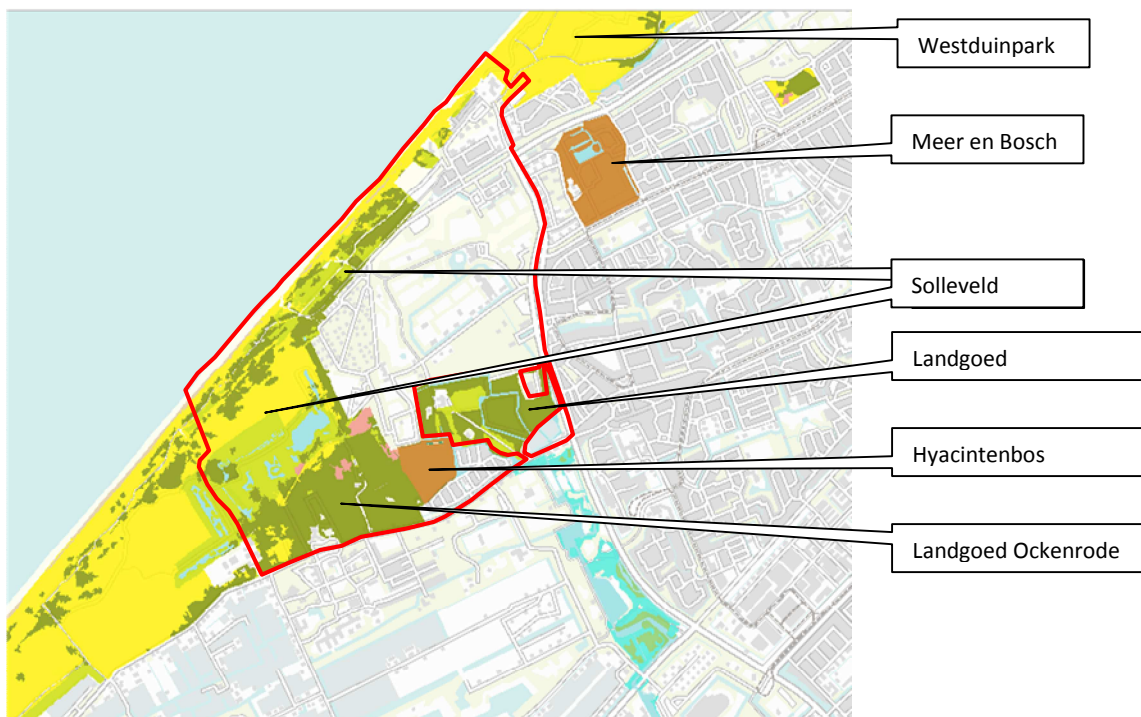 Westduinpark
Meer en Bosch
Solleveld
Landgoed
Hyacintenbos
Landgoed Ockenrode